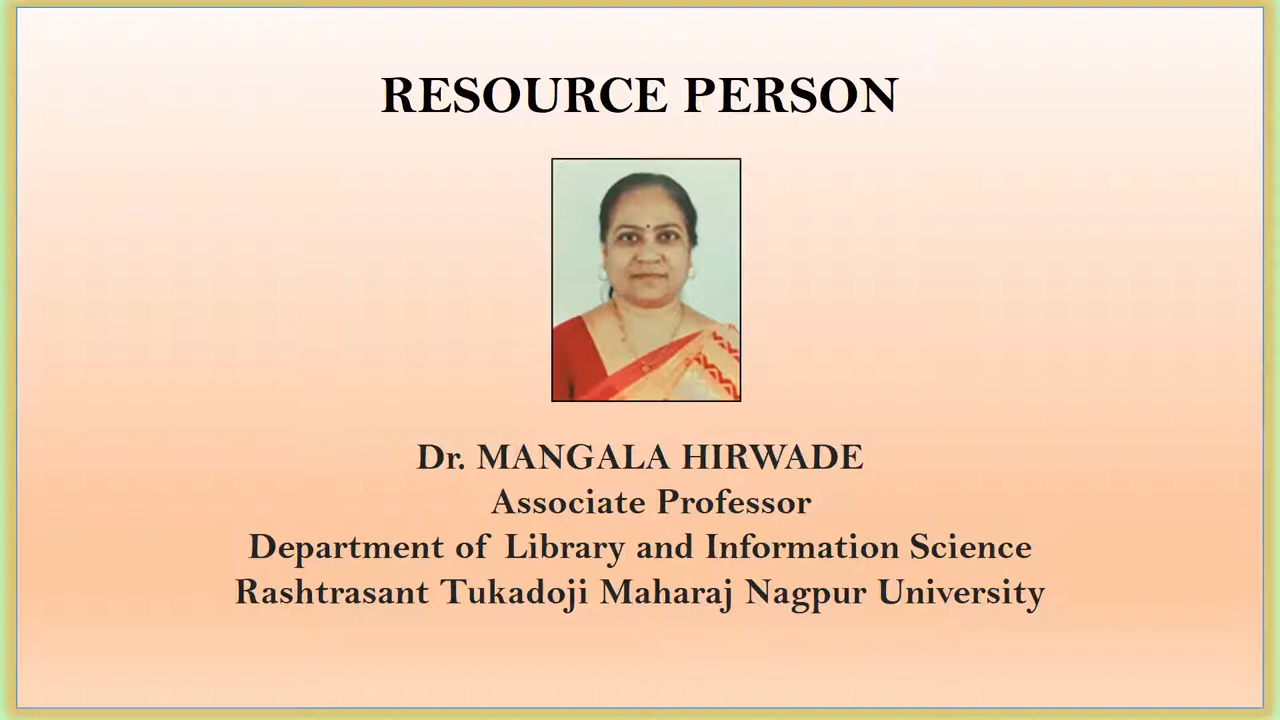 RESOURCE PERSON
Dr. MANGALA HIRWADE
Associate Professor
Department of Library and Information Science
Rashtrasant Tukadoji Maharaj Nagpur University